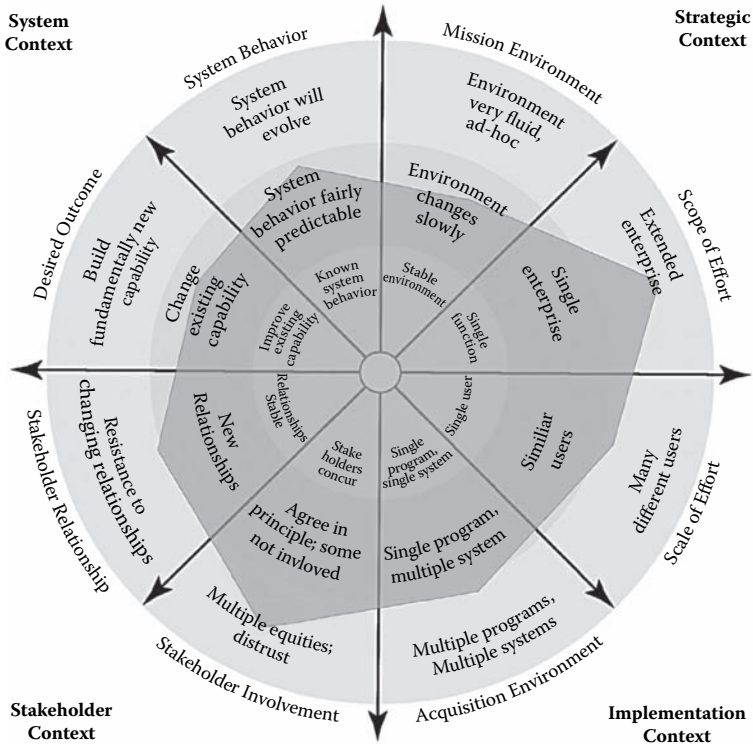 System
Context
Strategic
Context
System Behavior
Mission Environment
System
behavior will
evolve
Environment
very fluid,
ad-hoc
Desired Outcome
Build
fundamentally new
capability
System
behavior fairly
predictable
Environment
changes
slowly
Scope of Effort
Extended
enterprise
Change
existing
capability
Known
system
behavior
Stable
environment
Single
enterprise
Improve
existing
capability
Single
function
Stakeholder Relationship
Resistance to
changing relationships
New
Relationships
Relationships
Stable
Single user
Similiar
users
Many
different users
Scale of Effort
Stake
holders
concur
Single
program,
single system
Agree in
principle; some
not invloved
Single program,
multiple system
Multiple equities;
distrust
Multiple programs,
Multiple systems
Stakeholder Involvement
Acquisition Environment
Stakeholder
Context
Implementation
Context